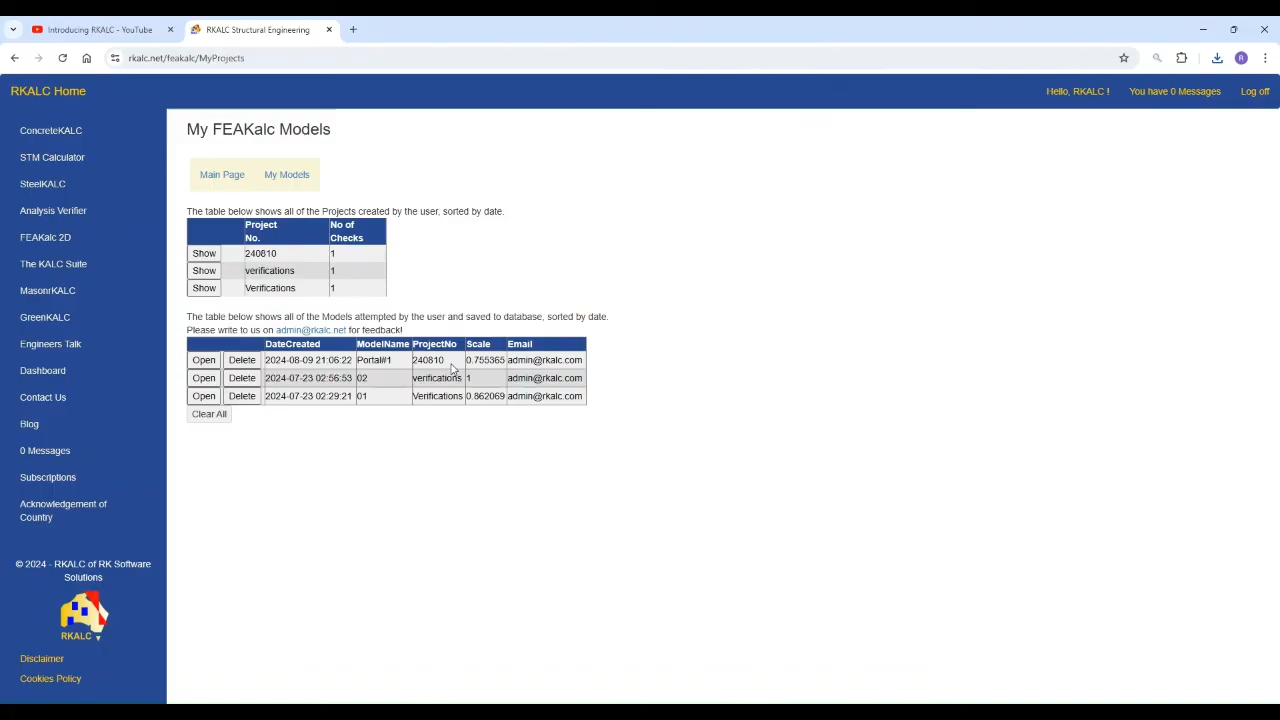 Introducing RKALC - YouTube
RKALC Structural Engineering
rkalc.net/feakalc/MyProjects
R
RKALC Home
Hello, RKALC !
You have 0 Messages
Log off
ConcreteKALC
STM Calculator
SteelKALC
Analysis Verifier
FEAKalc 2D
The KALC Suite
MasonrKALC
GreenKALC
Engineers Talk
Dashboard
Contact Us
Blog
0 Messages
Subscriptions
Acknowledgement of
Country
© 2024 - RKALC of RK Software
Solutions
RKALC
Disclaimer
Cookies Policy
My FEAKalc Models
Main Page My Models
The table below shows all of the Projects created by the user, sorted by date.
Project No. No of Checks
Show 240810 1
Show verifications 1
Show Verifications 1
The table below shows all of the Models attempted by the user and saved to database, sorted by date.
Please write to us on admin@rkalc.net for feedback!
DateCreated ModelName ProjectNo Scale Email
Open Delete 2024-08-09 21:06:22 Portal#1 240810 0.755365 admin@rkalc.com
Open Delete 2024-07-23 02:56:53 02 verifications 1 admin@rkalc.com
Open Delete 2024-07-23 02:29:21 01 Verifications 0.862069 admin@rkalc.com
Clear All